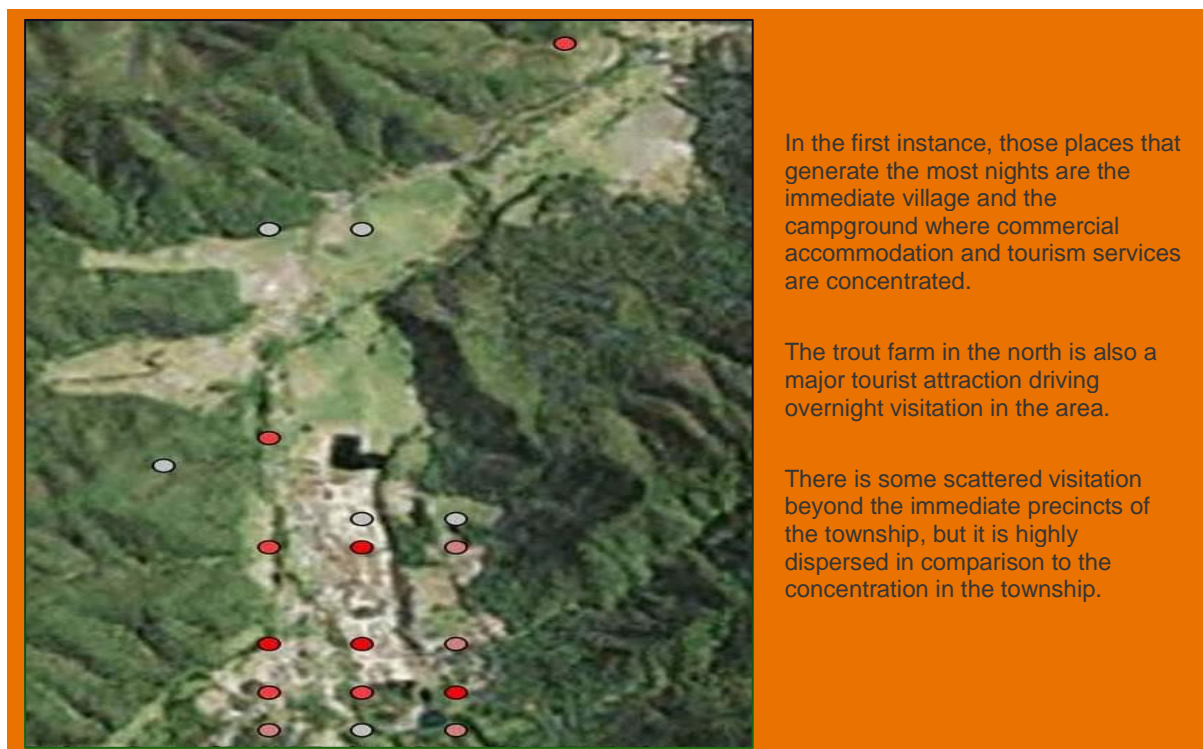 In the first instance, those places that
generate the most nights are the
immediate village and the
campground where commercial
accommodation and tourism services
are concentrated.
The trout farm in the north is also a
major tourist attraction driving
overnight visitation in the area.
There is some scattered visitation
beyond the immediate precincts of
the township, but it is highly
dispersed in comparison to the
concentration in the township.